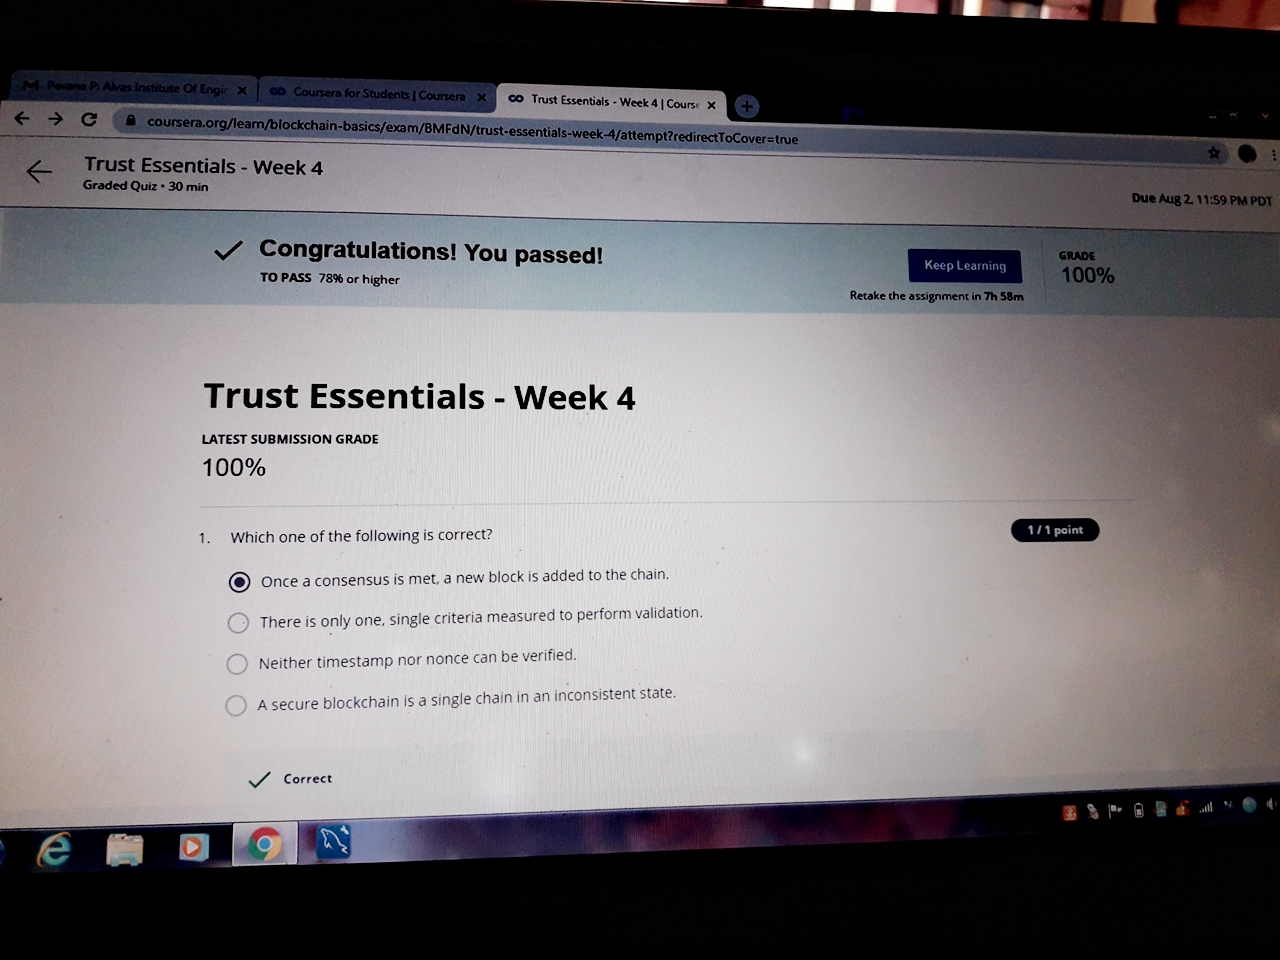 Pavana P: Alvas Institute Of Engir
Coursera for Students | Coursera
Trust Essentials - Week 4 | Course
coursera.org/learn/blockchain-basics/exam/BMFdN/trust-essentials-week-4/attempt?redirectToCover=true
Trust Essentials - Week 4
Graded Quiz • 30 min
Due Aug 2, 11:59 PM PDT
Congratulations! You passed!
TO PASS 78% or higher
Keep Learning
Retake the assignment in 7h 58m
GRADE
100%
Trust Essentials - Week 4
LATEST SUBMISSION GRADE
100%
1. Which one of the following is correct?
1 / 1 point
Once a consensus is met, a new block is added to the chain.
There is only one, single criteria measured to perform validation.
Neither timestamp nor nonce can be verified.
A secure blockchain is a single chain in an inconsistent state.
Correct